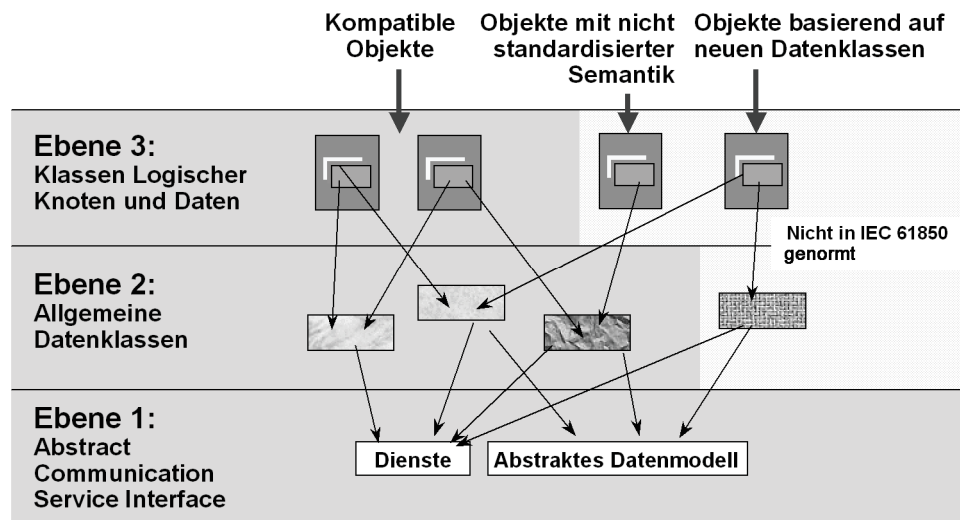 Kompatible
Objekte
Objekte mit nicht
standardisierter
Semantik
Objekte basierend auf
neuen Datenklassen
Ebene 3:
Klassen Logischer
Knoten und Daten
Nicht in IEC 61850
genormt
Ebene 2:
Allgemeine
Datenklassen
Ebene 1:
Abstract
Communication
Service Interface
Dienste
Abstraktes Datenmodell